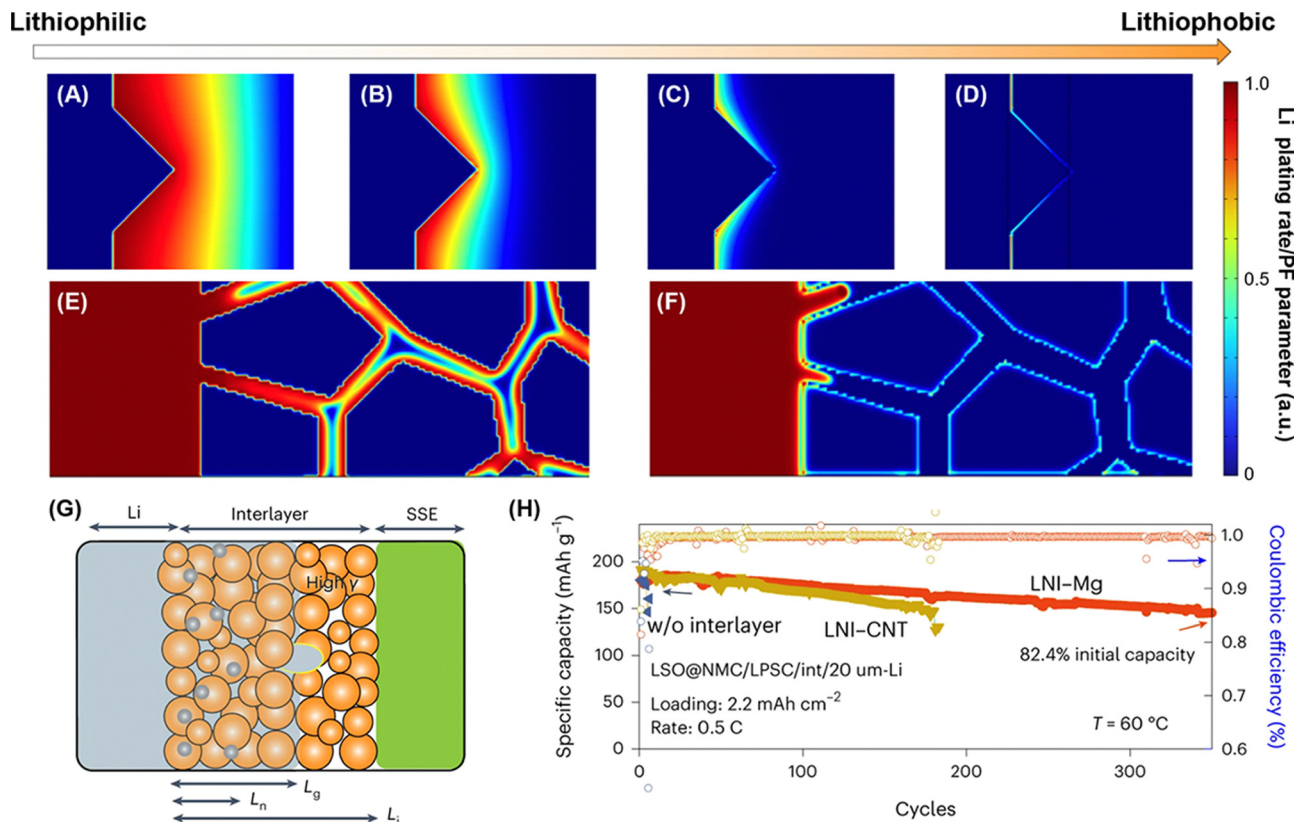 Lithiophilic
Lithiophobic
(A)
(B)
(C)
(D)
1.0
0.5
0
Li plating rate/PF parameter (a.u.)
(E)
(F)
(G)
Li
Interlayer
SSE
High γ
Lg
Ln
Li
(H)
Specific capacity (mAh g⁻¹)
200
150
100
50
0
w/o interlayer
LNI–CNT
LNI–Mg
82.4% initial capacity
LSO@NMC/LPSC/int/20 um-Li
Loading: 2.2 mAh cm⁻²
Rate: 0.5 C
T = 60 °C
1.0
0.9
0.8
0.7
0.6
Coulombic efficiency (%)
0
100
200
300
Cycles